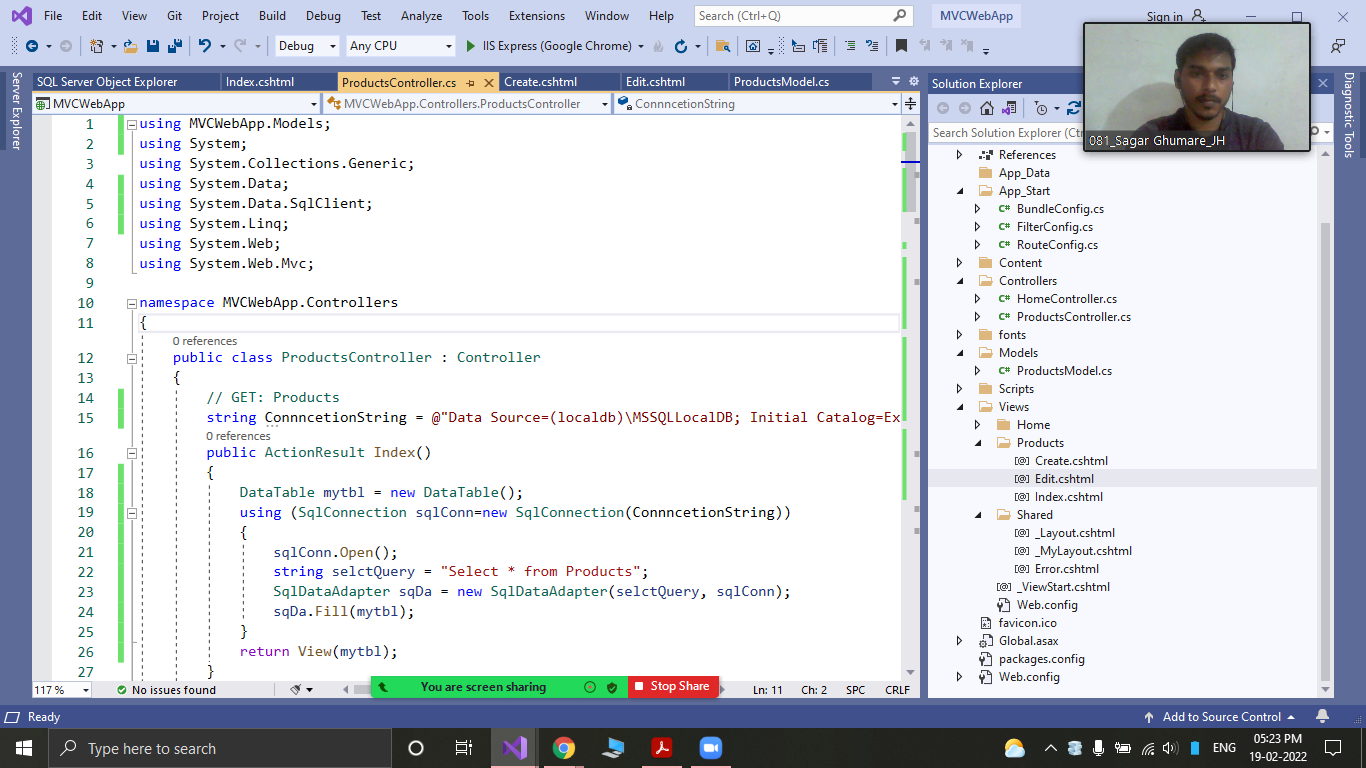 File Edit View Git Project Build Debug Test Analyze Tools Extensions Window Help Search (Ctrl+Q) MVCWebApp Sign in
Debug Any CPU IIS Express (Google Chrome)
081_Sagar Ghumare_JH
Server Explorer
SQL Server Object Explorer Index.cshtml ProductsController.cs Create.cshtml Edit.cshtml ProductsModel.cs
MVCWebApp MVCWebApp.Controllers.ProductsController ConnncetionString
1 using MVCWebApp.Models;
2 using System;
3 using System.Collections.Generic;
4 using System.Data;
5 using System.Data.SqlClient;
6 using System.Linq;
7 using System.Web;
8 using System.Web.Mvc;
9
10 namespace MVCWebApp.Controllers
11 {
0 references
12 public class ProductsController : Controller
13 {
14 // GET: Products
15 string ConnncetionString = @"Data Source=(localdb)\MSSQLLocalDB; Initial Catalog=Ex
0 references
16 public ActionResult Index()
17 {
18 DataTable mytbl = new DataTable();
19 using (SqlConnection sqlConn=new SqlConnection(ConnncetionString))
20 {
21 sqlConn.Open();
22 string selctQuery = "Select * from Products";
23 SqlDataAdapter sqDa = new SqlDataAdapter(selctQuery, sqlConn);
24 sqDa.Fill(mytbl);
25 }
26 return View(mytbl);
27 }
117 % No issues found You are screen sharing Stop Share Ln: 11 Ch: 2 SPC CRLF
Solution Explorer
Search Solution Explorer (Ctr
References
App_Data
App_Start
C# BundleConfig.cs
C# FilterConfig.cs
C# RouteConfig.cs
Content
Controllers
C# HomeController.cs
C# ProductsController.cs
fonts
Models
C# ProductsModel.cs
Scripts
Views
Home
Products
Create.cshtml
Edit.cshtml
Index.cshtml
Shared
_Layout.cshtml
_MyLayout.cshtml
Error.cshtml
_ViewStart.cshtml
Web.config
favicon.ico
Global.asax
packages.config
Web.config
Diagnostic Tools
Ready Add to Source Control
Type here to search ENG 05:23 PM
19-02-2022